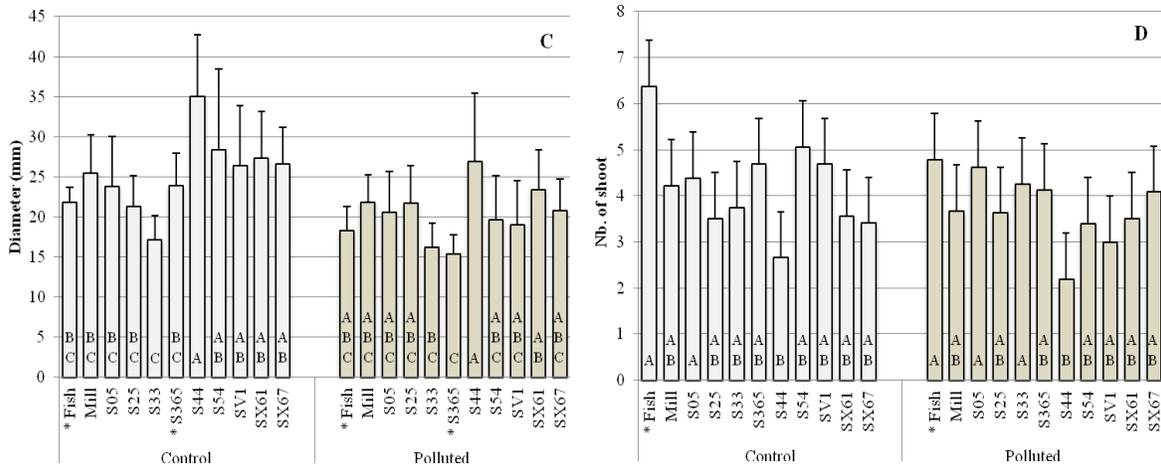 45
40
35
30
25
20
15
10
5
0
Diameter (mm)
C
A A A A A A A
B B B B B A A A A B B B B B B B A B
C C C C C C A B B B B C C C C C C A C C B C
* Fish
Mill
S05
S25
S33
* S365
S44
S54
SV1
SX61
SX67
* Fish
Mill
S05
S25
S33
* S365
S44
S54
SV1
SX61
SX67
Control
Polluted
8
7
6
5
4
3
2
1
0
Nb. of shoot
D
A A A A A A A A A A A A A A
A B A B B B B A B B B A B A B A B B B B B B
* Fish
Mill
S05
S25
S33
S365
S44
S54
SV1
SX61
SX67
* Fish
Mill
S05
S25
S33
S365
S44
S54
SV1
SX61
SX67
Control
Polluted